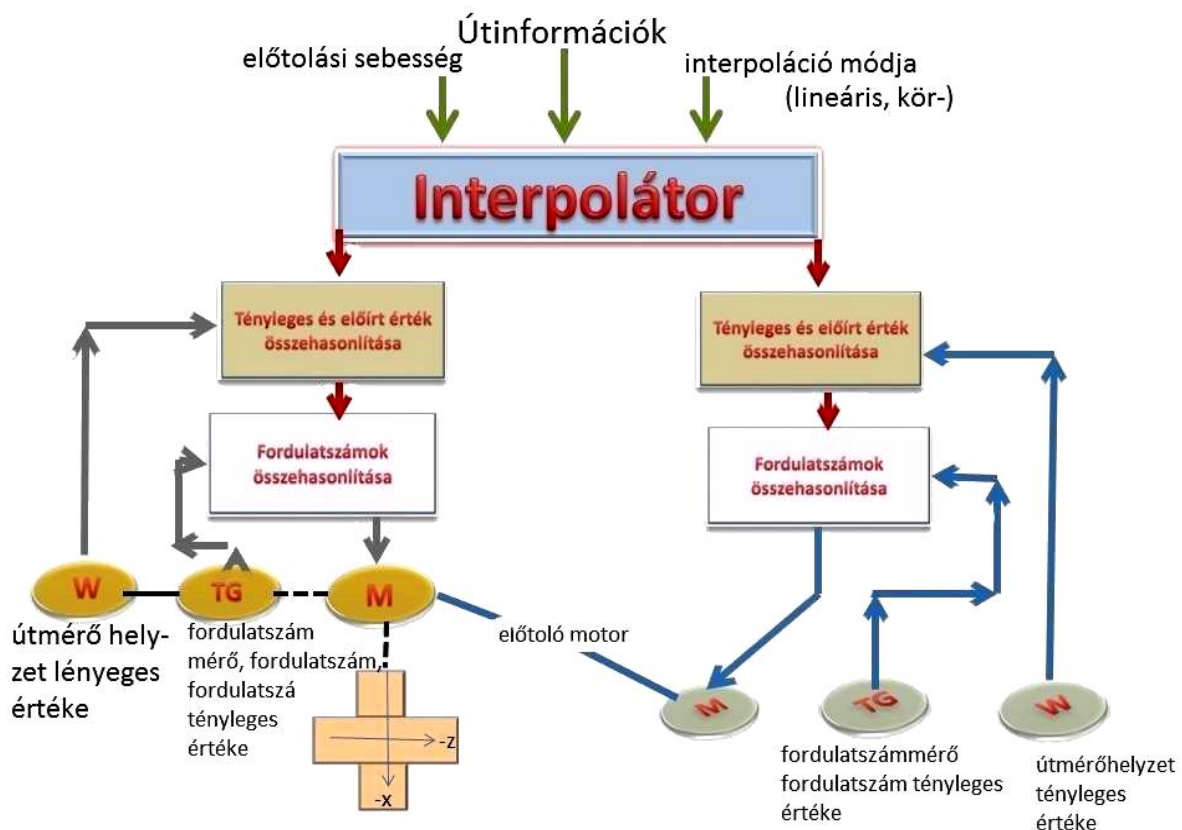 Útinformációk
előtolási sebesség
interpoláció módja
(lineáris, kör-)
Interpolátor
Tényleges és előírt érték
összehasonlítása
Tényleges és előírt érték
összehasonlítása
Fordulatszámok
összehasonlítása
Fordulatszámok
összehasonlítása
W
TG
M
útmérő hely-
zet lényeges
értéke
fordulatszám
mérő, fordulatszám,
fordulatszá
tényleges
értéke
előtoló motor
-Z
-X
M
TG
W
fordulatszámmérő
fordulatszám tényleges
értéke
útmérőhelyzet
tényleges
értéke